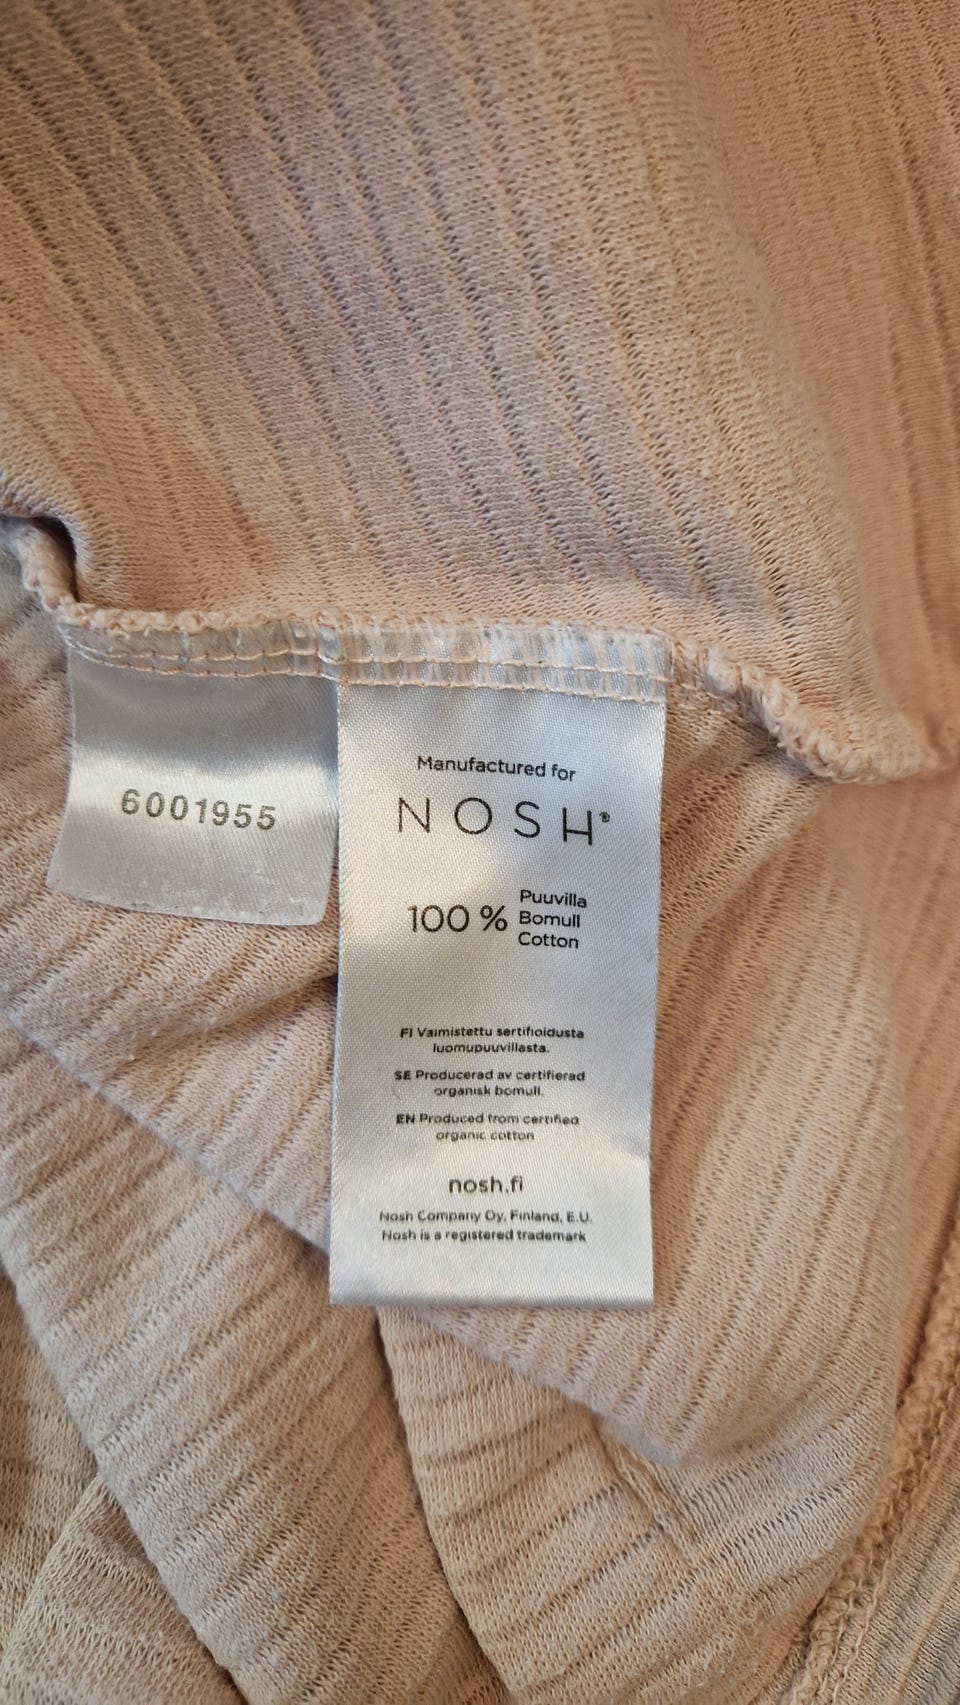 6001955
Manufactured for
NOSH®
100 % Puuvilla
Bomull
Cotton
FI Valmistettu sertifioidusta
luomupuuvillasta.
SE Producerad av certifierad
organisk bomull.
EN Produced from certified
organic cotton
nosh.fi
Nosh Company Oy, Finland, E.U.
Nosh is a registered trademark